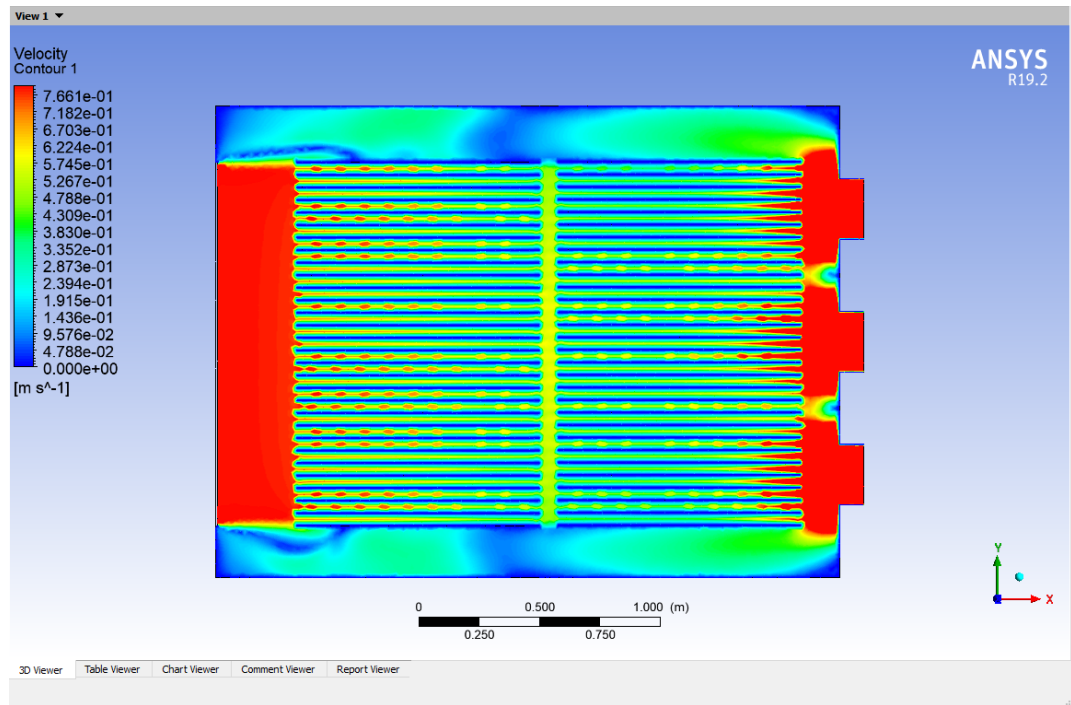 View 1
Velocity
Contour 1
7.661e-01
7.182e-01
6.703e-01
6.224e-01
5.745e-01
5.267e-01
4.788e-01
4.309e-01
3.830e-01
3.352e-01
2.873e-01
2.394e-01
1.915e-01
1.436e-01
9.576e-02
4.788e-02
0.000e+00
[m s^-1]
ANSYS
R19.2
0 0.500 1.000 (m)
0.250 0.750
Y
X
3D Viewer Table Viewer Chart Viewer Comment Viewer Report Viewer